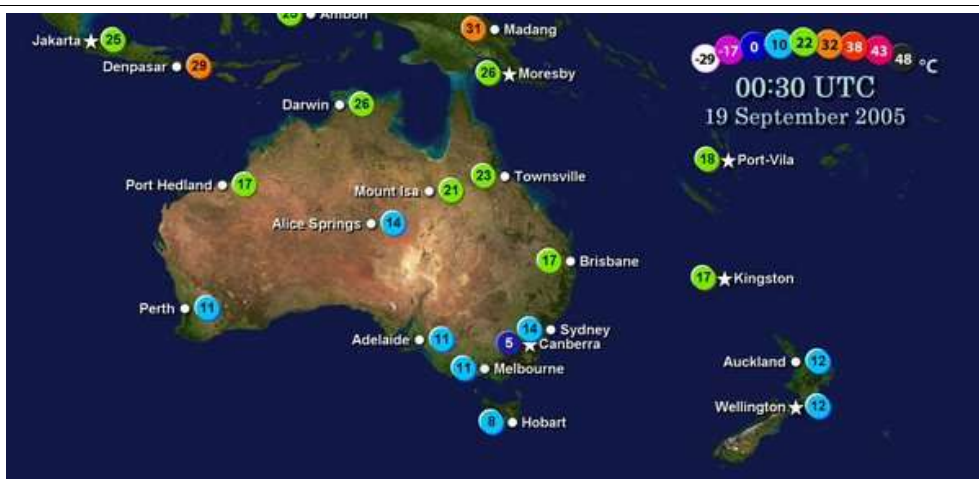 Ambon
31 Madang
Jakarta 25
Denpasar 29
26 Moresby
-29 -17 0 10 22 32 38 43 48 °C
00:30 UTC
19 September 2005
Darwin 26
18 Port-Vila
Port Hedland 17
Mount Isa 21
23 Townsville
Alice Springs 14
17 Brisbane
17 Kingston
Perth 11
Adelaide 11
14 Sydney
5 Canberra
11 Melbourne
Auckland 12
Wellington 12
8 Hobart